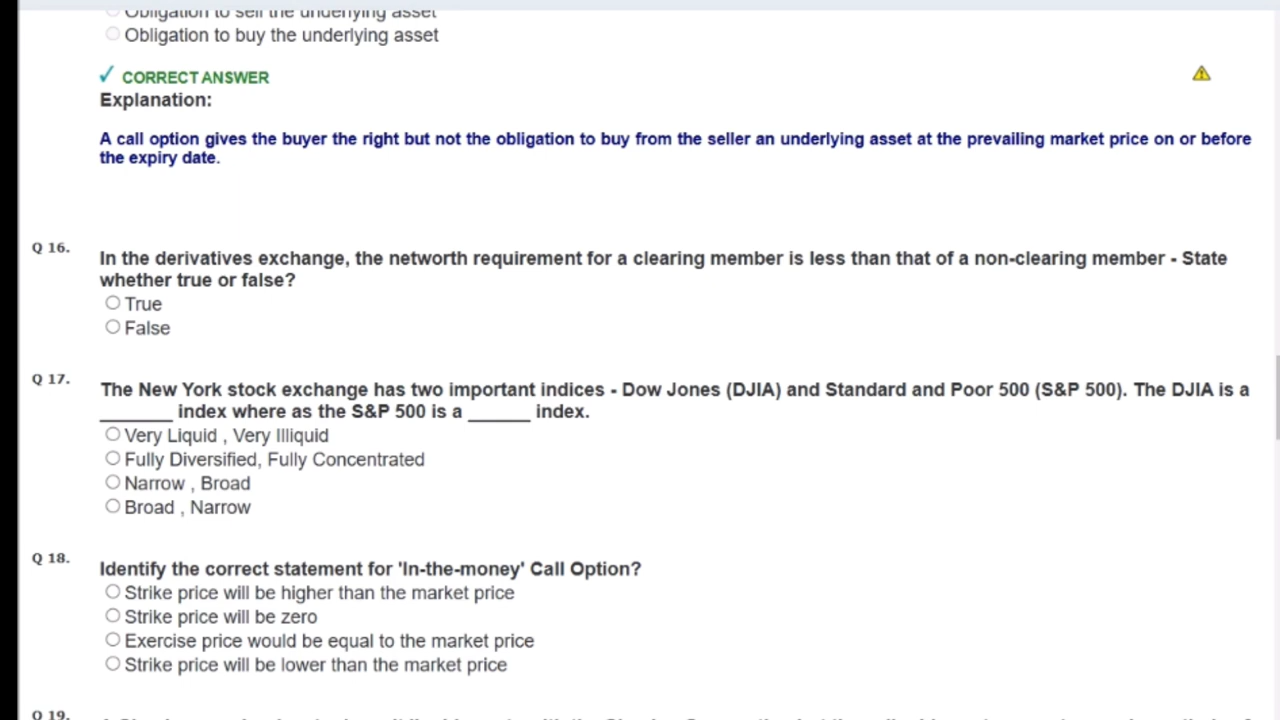 Obligation to sell the underlying asset
Obligation to buy the underlying asset
✓ CORRECT ANSWER
Explanation:
A call option gives the buyer the right but not the obligation to buy from the seller an underlying asset at the prevailing market price on or before
the expiry date.
Q 16.
In the derivatives exchange, the networth requirement for a clearing member is less than that of a non-clearing member - State
whether true or false?
True
False
Q 17.
The New York stock exchange has two important indices - Dow Jones (DJIA) and Standard and Poor 500 (S&P 500). The DJIA is a
_______ index where as the S&P 500 is a ______ index.
Very Liquid , Very Illiquid
Fully Diversified, Fully Concentrated
Narrow , Broad
Broad , Narrow
Q 18.
Identify the correct statement for 'In-the-money' Call Option?
Strike price will be higher than the market price
Strike price will be zero
Exercise price would be equal to the market price
Strike price will be lower than the market price
Q 19.